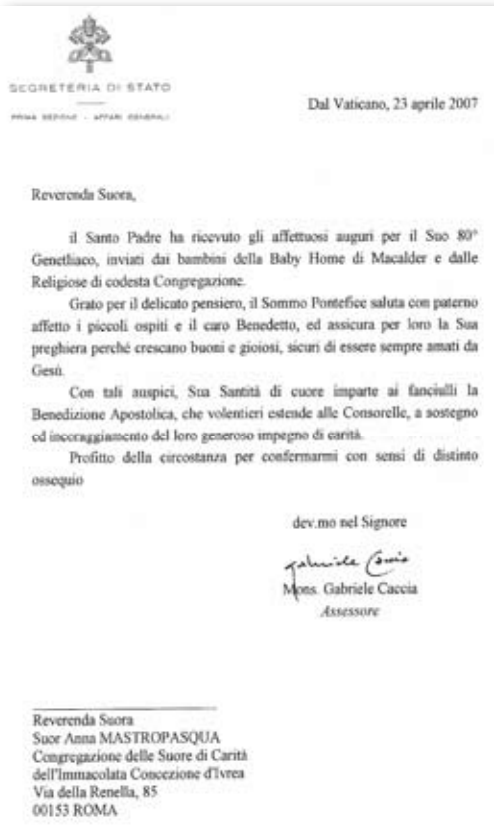 SEGRETERIA DI STATO
PRIMA SEZIONE - AFFARI GENERALI
Dal Vaticano, 23 aprile 2007
Reverenda Suora,
il Santo Padre ha ricevuto gli affettuosi auguri per il Suo 80°
Genetliaco, inviati dai bambini della Baby Home di Macalder e dalle
Religiose di codesta Congregazione.
Grato per il delicato pensiero, il Sommo Pontefice saluta con paterno
affetto i piccoli ospiti e il caro Benedetto, ed assicura per loro la Sua
preghiera perché crescano buoni e gioiosi, sicuri di essere sempre amati da
Gesù.
Con tali auspici, Sua Santità di cuore imparte ai fanciulli la
Benedizione Apostolica, che volentieri estende alle Consorelle, a sostegno
ed incoraggiamento del loro generoso impegno di carità.
Profitto della circostanza per confermarmi con sensi di distinto
ossequio
dev.mo nel Signore
Gabriele Caccia
Mons. Gabriele Caccia
Assessore
Reverenda Suora
Suor Anna MASTROPASQUA
Congregazione delle Suore di Carità
dell'Immacolata Concezione d'Ivrea
Via della Renella, 85
00153 ROMA